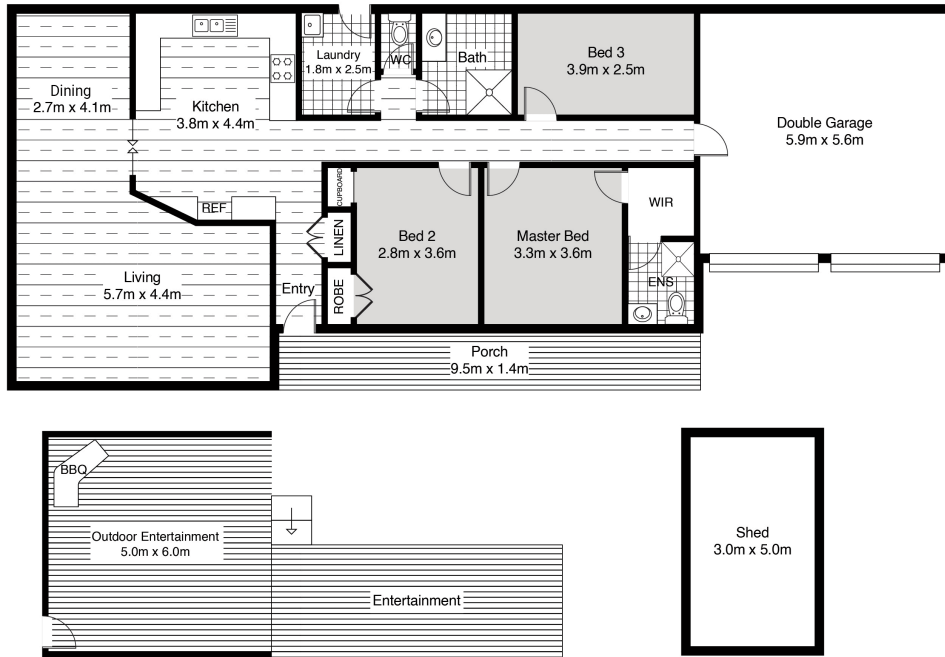 Dining
2.7m x 4.1m
Kitchen
3.8m x 4.4m
Laundry
1.8m x 2.5m
WC
Bath
Bed 3
3.9m x 2.5m
Double Garage
5.9m x 5.6m
REF
CUPBOARD
LINEN
ROBE
Bed 2
2.8m x 3.6m
Master Bed
3.3m x 3.6m
WIR
ENS
Living
5.7m x 4.4m
Entry
Porch
9.5m x 1.4m
BBQ
Outdoor Entertainment
5.0m x 6.0m
Entertainment
Shed
3.0m x 5.0m